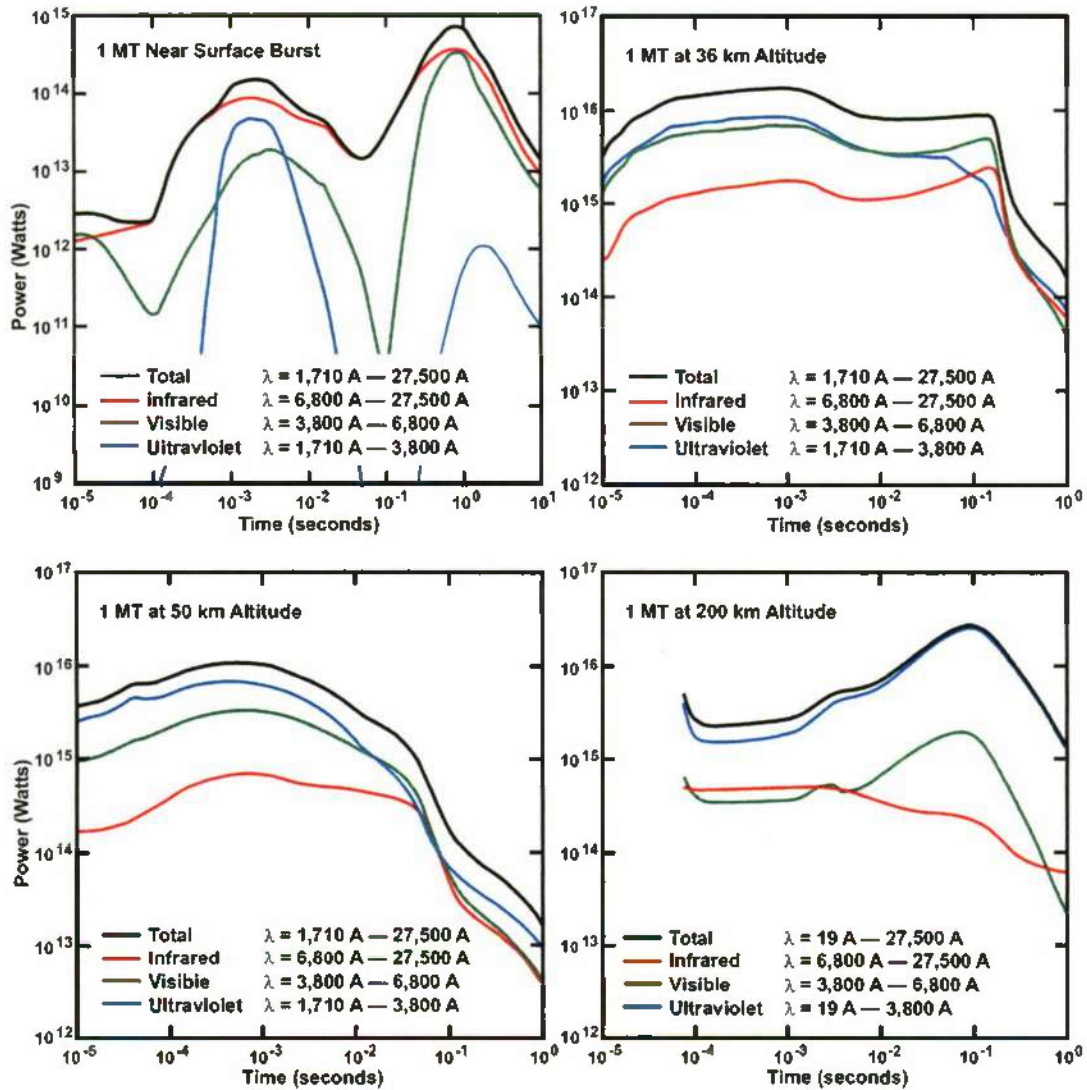 1 MT Near Surface Burst
Power (Watts)
10^15
10^14
10^13
10^12
10^11
10^10
10^9
Total λ = 1,710 A — 27,500 A
Infrared λ = 6,800 A — 27,500 A
Visible λ = 3,800 A — 6,800 A
Ultraviolet λ = 1,710 A — 3,800 A
10^-5 10^-4 10^-3 10^-2 10^-1 10^0 10^1
Time (seconds)
1 MT at 36 km Altitude
10^17
10^16
10^15
10^14
10^13
10^12
Total λ = 1,710 A — 27,500 A
Infrared λ = 6,800 A — 27,500 A
Visible λ = 3,800 A — 6,800 A
Ultraviolet λ = 1,710 A — 3,800 A
10^-5 10^-4 10^-3 10^-2 10^-1 10^0
Time (seconds)
1 MT at 50 km Altitude
Power (Watts)
10^17
10^16
10^15
10^14
10^13
10^12
Total λ = 1,710 A — 27,500 A
Infrared λ = 6,800 A — 27,500 A
Visible λ = 3,800 A — 6,800 A
Ultraviolet λ = 1,710 A — 3,800 A
10^-5 10^-4 10^-3 10^-2 10^-1 10^0
Time (seconds)
1 MT at 200 km Altitude
10^17
10^16
10^15
10^14
10^13
10^12
Total λ = 19 A — 27,500 A
Infrared λ = 6,800 A — 27,500 A
Visible λ = 3,800 A — 6,800 A
Ultraviolet λ = 19 A — 3,800 A
10^-5 10^-4 10^-3 10^-2 10^-1 10^0
Time (seconds)